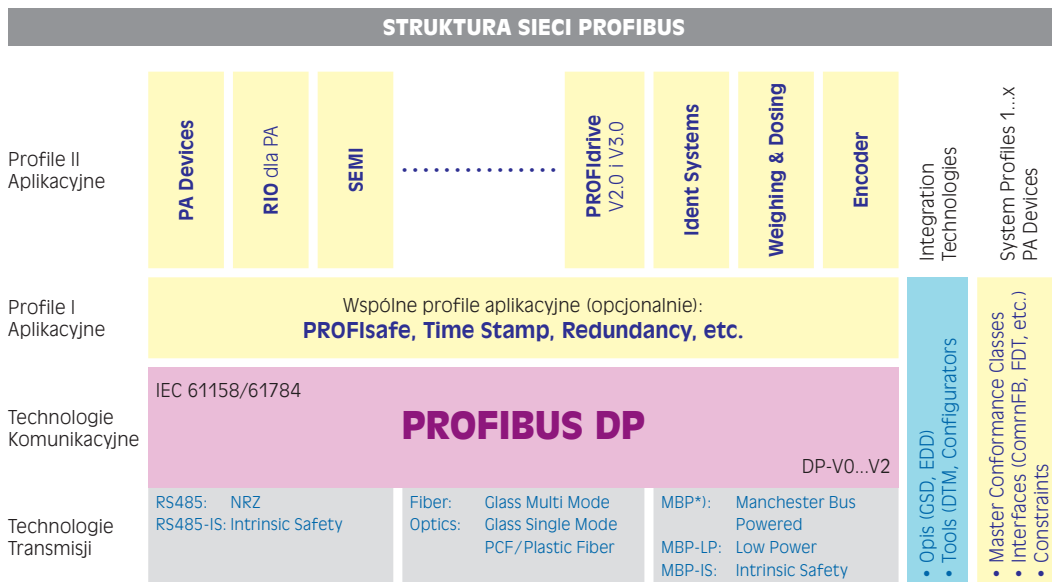 STRUKTURA SIECI PROFIBUS
Profile II
Aplikacyjne
PA Devices
RIO dla PA
SEMI
PROFIdrive
V2.0 i V3.0
Ident Systems
Weighing & Dosing
Encoder
Integration
Technologies
System Profiles 1...x
PA Devices
Profile I
Aplikacyjne
Wspólne profile aplikacyjne (opcjonalnie):
PROFIsafe, Time Stamp, Redundancy, etc.
Technologie
Komunikacyjne
IEC 61158/61784
PROFIBUS DP
DP-V0...V2
Technologie
Transmisji
RS485: NRZ
RS485-IS: Intrinsic Safety
Fiber: Glass Multi Mode
Optics: Glass Single Mode
PCF/Plastic Fiber
MBP*): Manchester Bus
Powered
MBP-LP: Low Power
MBP-IS: Intrinsic Safety
• Opis (GSD, EDD)
• Tools (DTM, Configurators
• Master Conformance Classes
• Interfaces (ComrnFB, FDT, etc.)
• Constraints